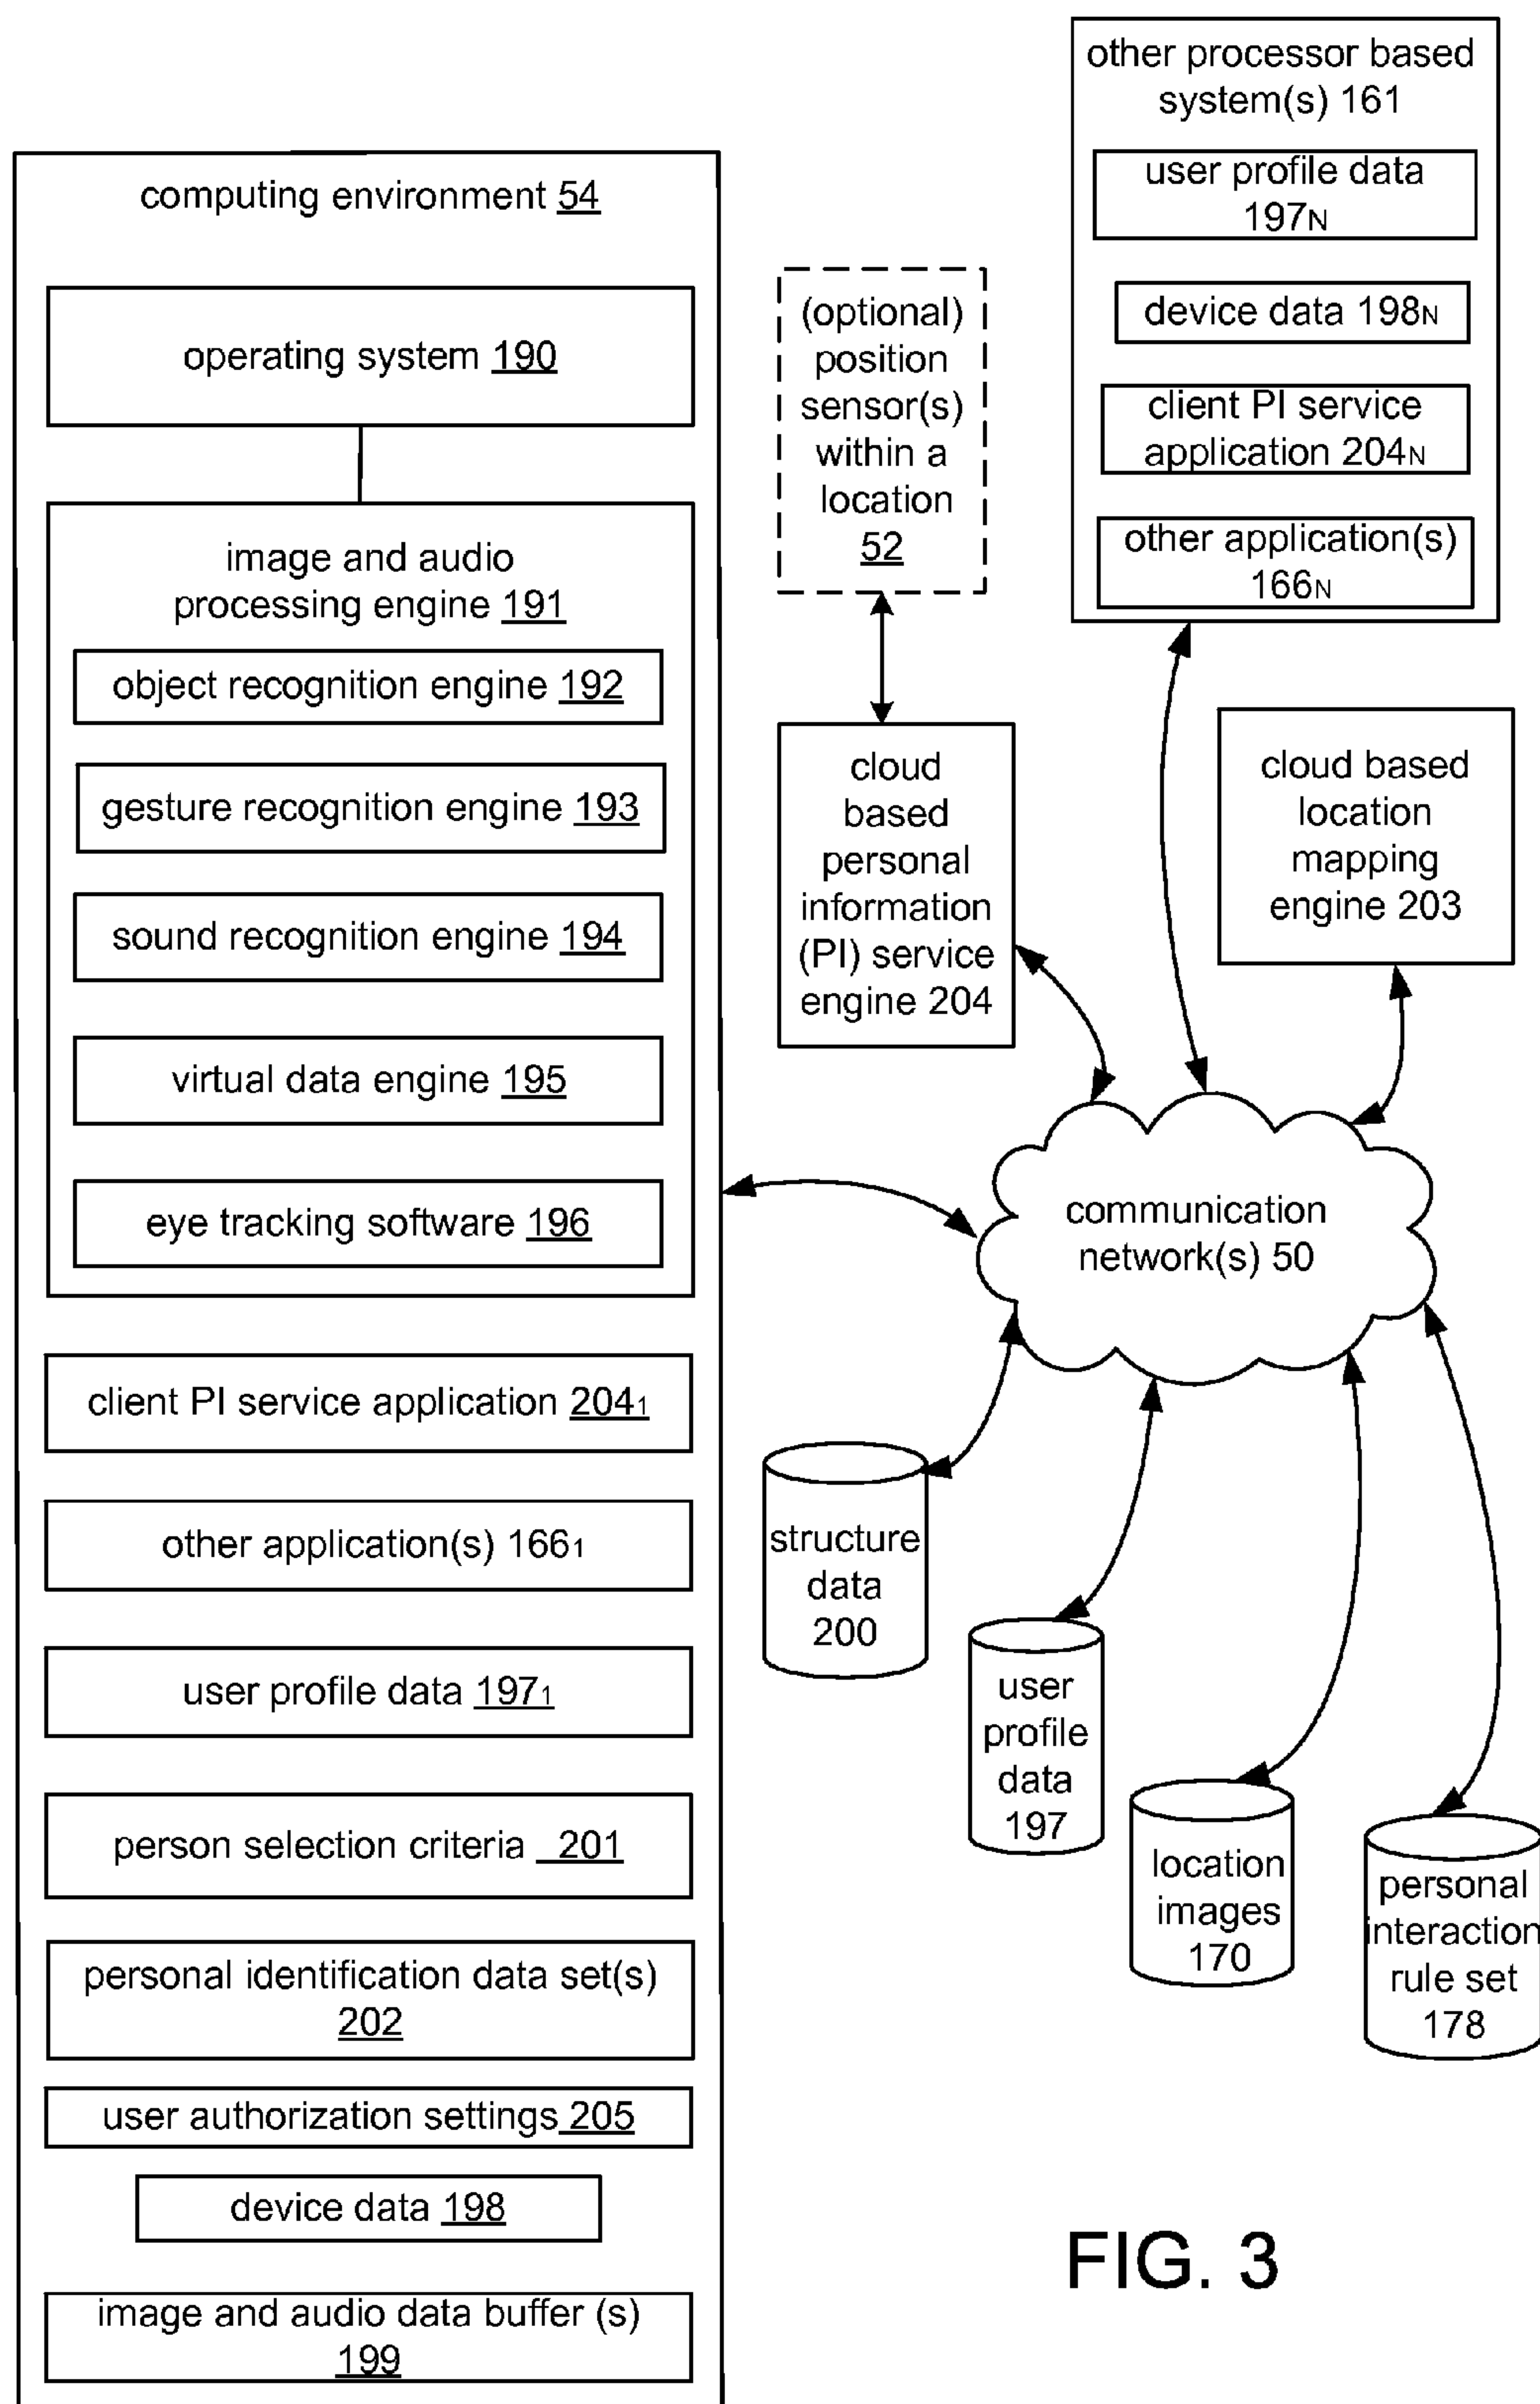 computing environment 54
operating system 190
image and audio
processing engine 191
object recognition engine 192
gesture recognition engine 193
sound recognition engine 194
virtual data engine 195
eye tracking software 196
client PI service application 204₁
other application(s) 166₁
user profile data 197₁
person selection criteria 201
personal identification data set(s)
202
user authorization settings 205
device data 198
image and audio data buffer (s)
199
(optional)
position
sensor(s)
within a
location
52
cloud
based
personal
information
(PI) service
engine 204
other processor based
system(s) 161
user profile data
197N
device data 198N
client PI service
application 204N
other application(s)
166N
cloud based
location
mapping
engine 203
communication
network(s) 50
structure
data
200
user
profile
data
197
location
images
170
personal
interaction
rule set
178
FIG. 3